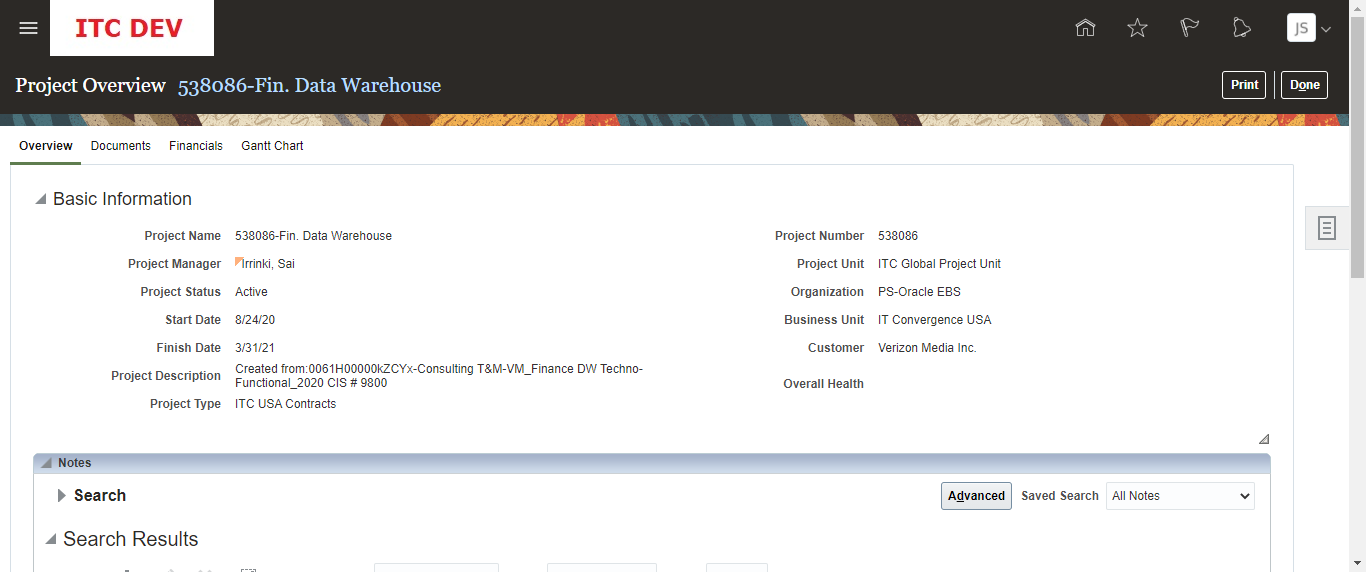 ITC DEV
JS
Project Overview 538086-Fin. Data Warehouse
Print Done
Overview Documents Financials Gantt Chart
Basic Information
Project Name 538086-Fin. Data Warehouse
Project Number 538086
Project Manager Irrinki, Sai
Project Unit ITC Global Project Unit
Project Status Active
Organization PS-Oracle EBS
Start Date 8/24/20
Business Unit IT Convergence USA
Finish Date 3/31/21
Customer Verizon Media Inc.
Project Description Created from:0061H00000kZCYx-Consulting T&M-VM_Finance DW Techno-
Functional_2020 CIS # 9800
Overall Health
Project Type ITC USA Contracts
Notes
Search
Advanced Saved Search All Notes
Search Results